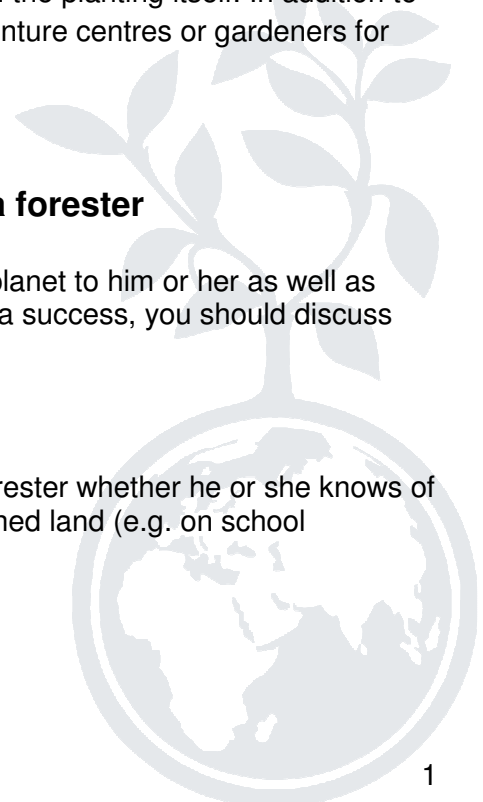 the planting itself. In addition to
nture centres or gardeners for
a forester
lanet to him or her as well as
a success, you should discuss
rester whether he or she knows of
ned land (e.g. on school
1